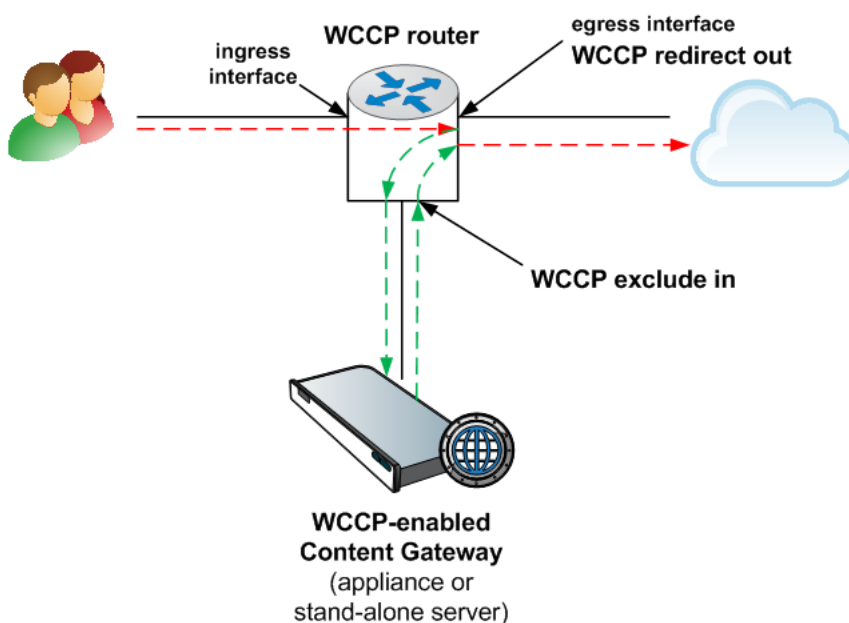 WCCP router
ingress
interface
egress interface
WCCP redirect out
WCCP exclude in
WCCP-enabled
Content Gateway
(appliance or
stand-alone server)